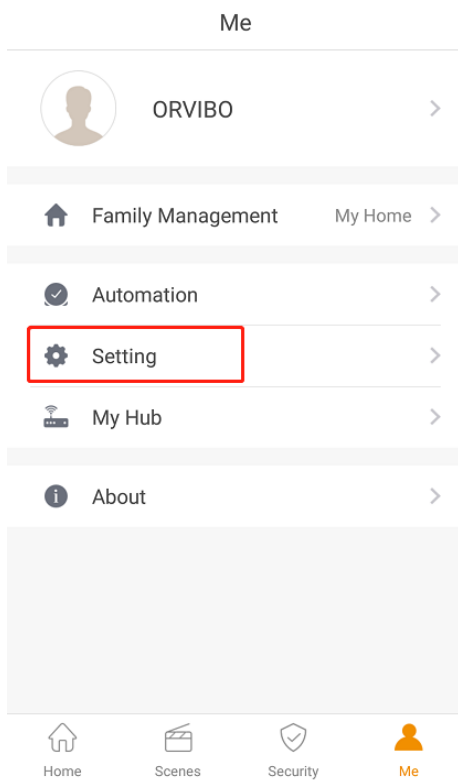 Me
ORVIBO
Family Management My Home
Automation
Setting
My Hub
About
Home Scenes Security Me